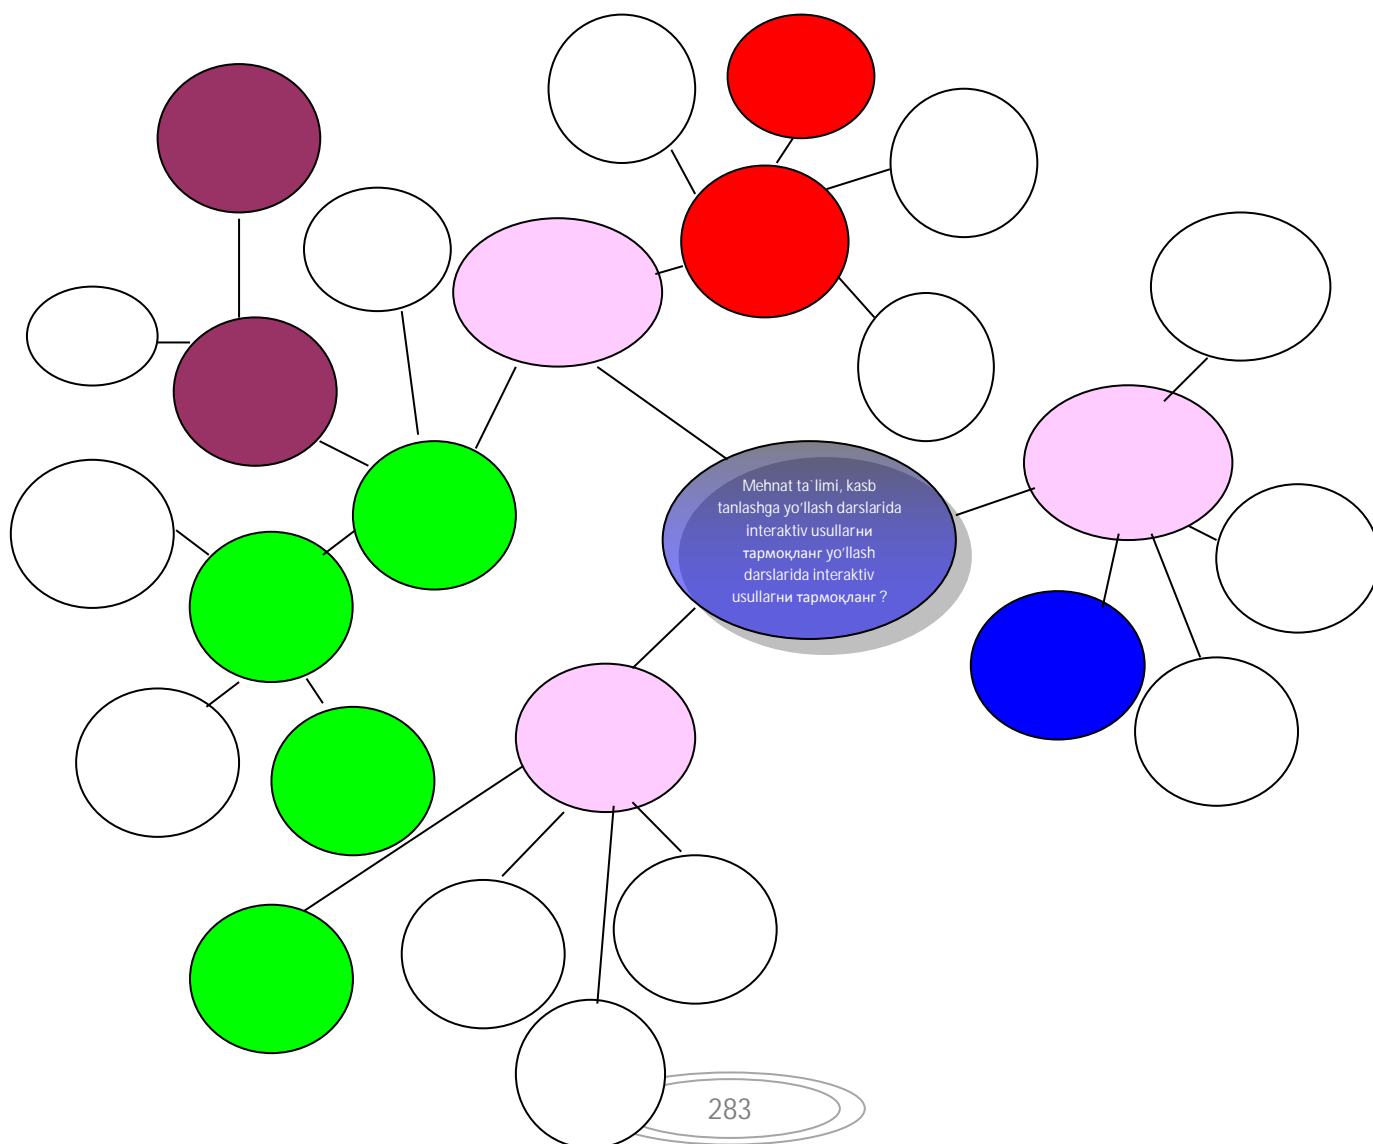 Mehnat ta`limi, kasb
tanlashga yo'llash darslarida
interaktiv usullarни
тармоқланг yo'llash
darslarida interaktiv
usullarни тармоқланг ?
283